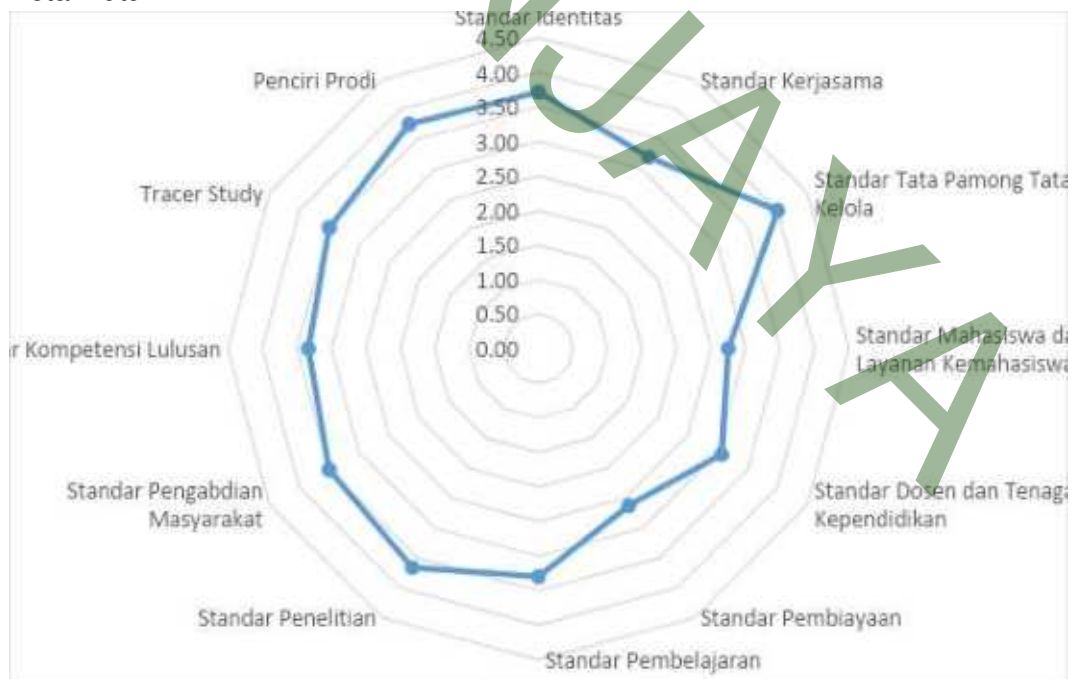 Standar Identitas
4.50
4.00
3.50
3.00
2.50
2.00
1.50
1.00
0.50
0.00
Standar Kerjasama
Standar Tata Pamong Tata
Kelola
Standar Mahasiswa da
Layanan Kemahasiswa
Standar Dosen dan Tenaga
Kependidikan
Standar Pembiayaan
Standar Pembelajaran
Standar Penelitian
Standar Pengabdian
Masyarakat
r Kompetensi Lulusan
Tracer Study
Penciri Prodi
JAYA